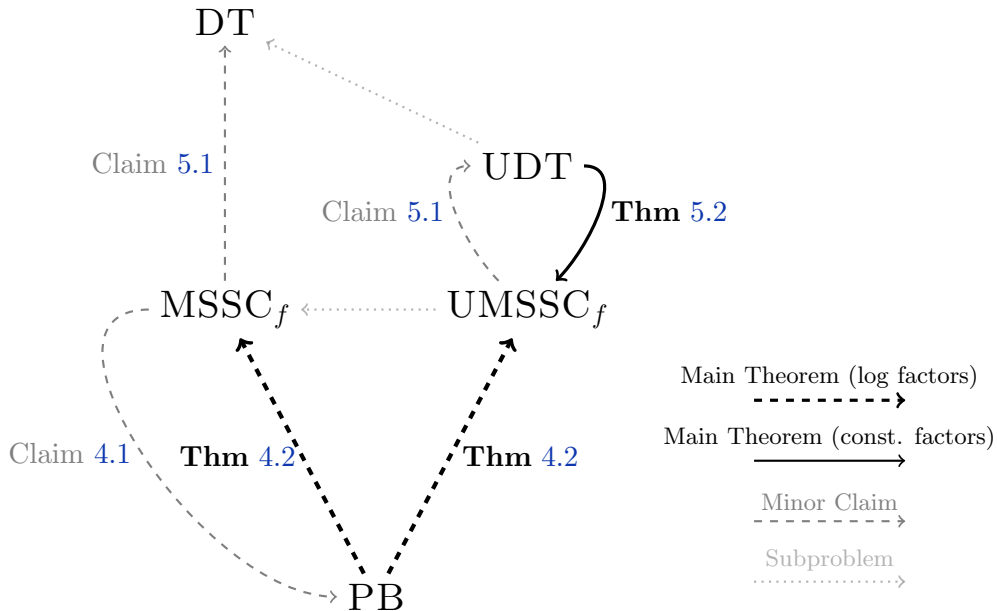 DT
UDT
Claim 5.1
Claim 5.1
Thm 5.2
MSSC_f
UMSSC_f
Main Theorem (log factors)
Main Theorem (const. factors)
Claim 4.1
Thm 4.2
Thm 4.2
Minor Claim
Subproblem
PB